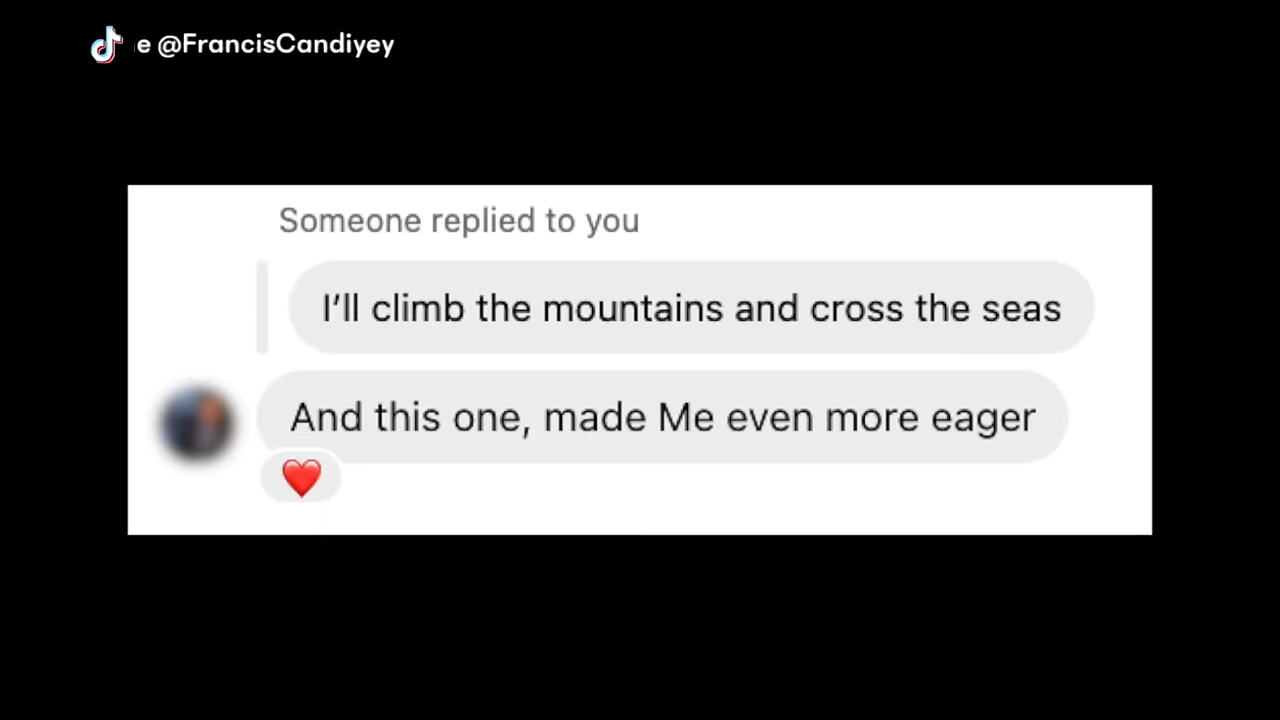 e @FrancisCandiyey
Someone replied to you
I'll climb the mountains and cross the seas
And this one, made Me even more eager